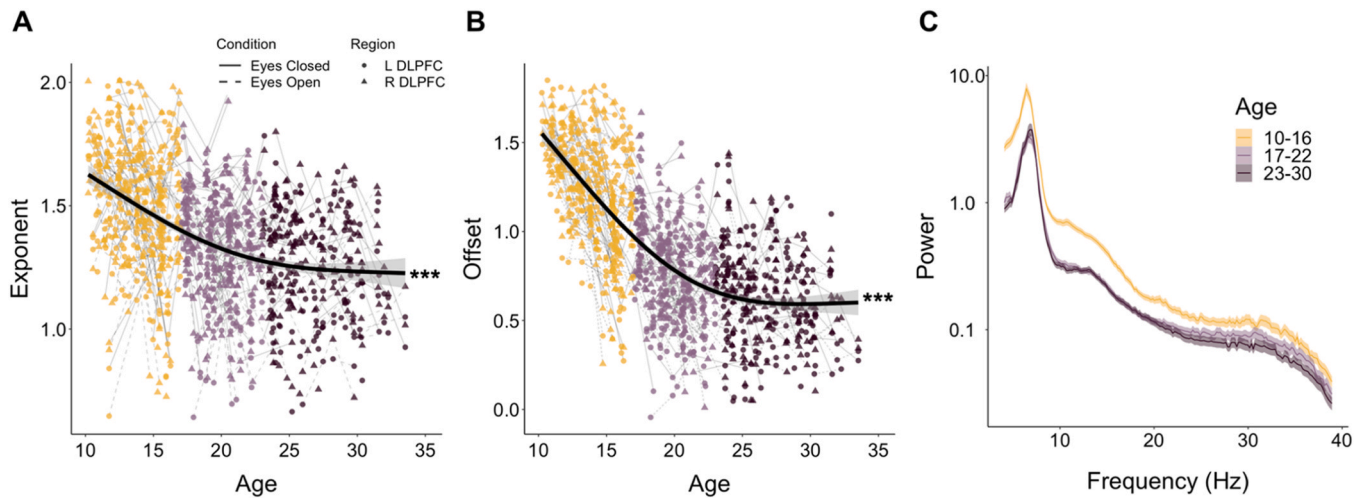 A
Condition
Eyes Closed
Eyes Open
Region
L DLPFC
R DLPFC
Exponent
2.0
1.5
1.0
***
10 15 20 25 30 35
Age
B
Offset
1.5
1.0
0.5
0.0
***
10 15 20 25 30 35
Age
C
Power
10.0
1.0
0.1
Age
10-16
17-22
23-30
10 20 30 40
Frequency (Hz)